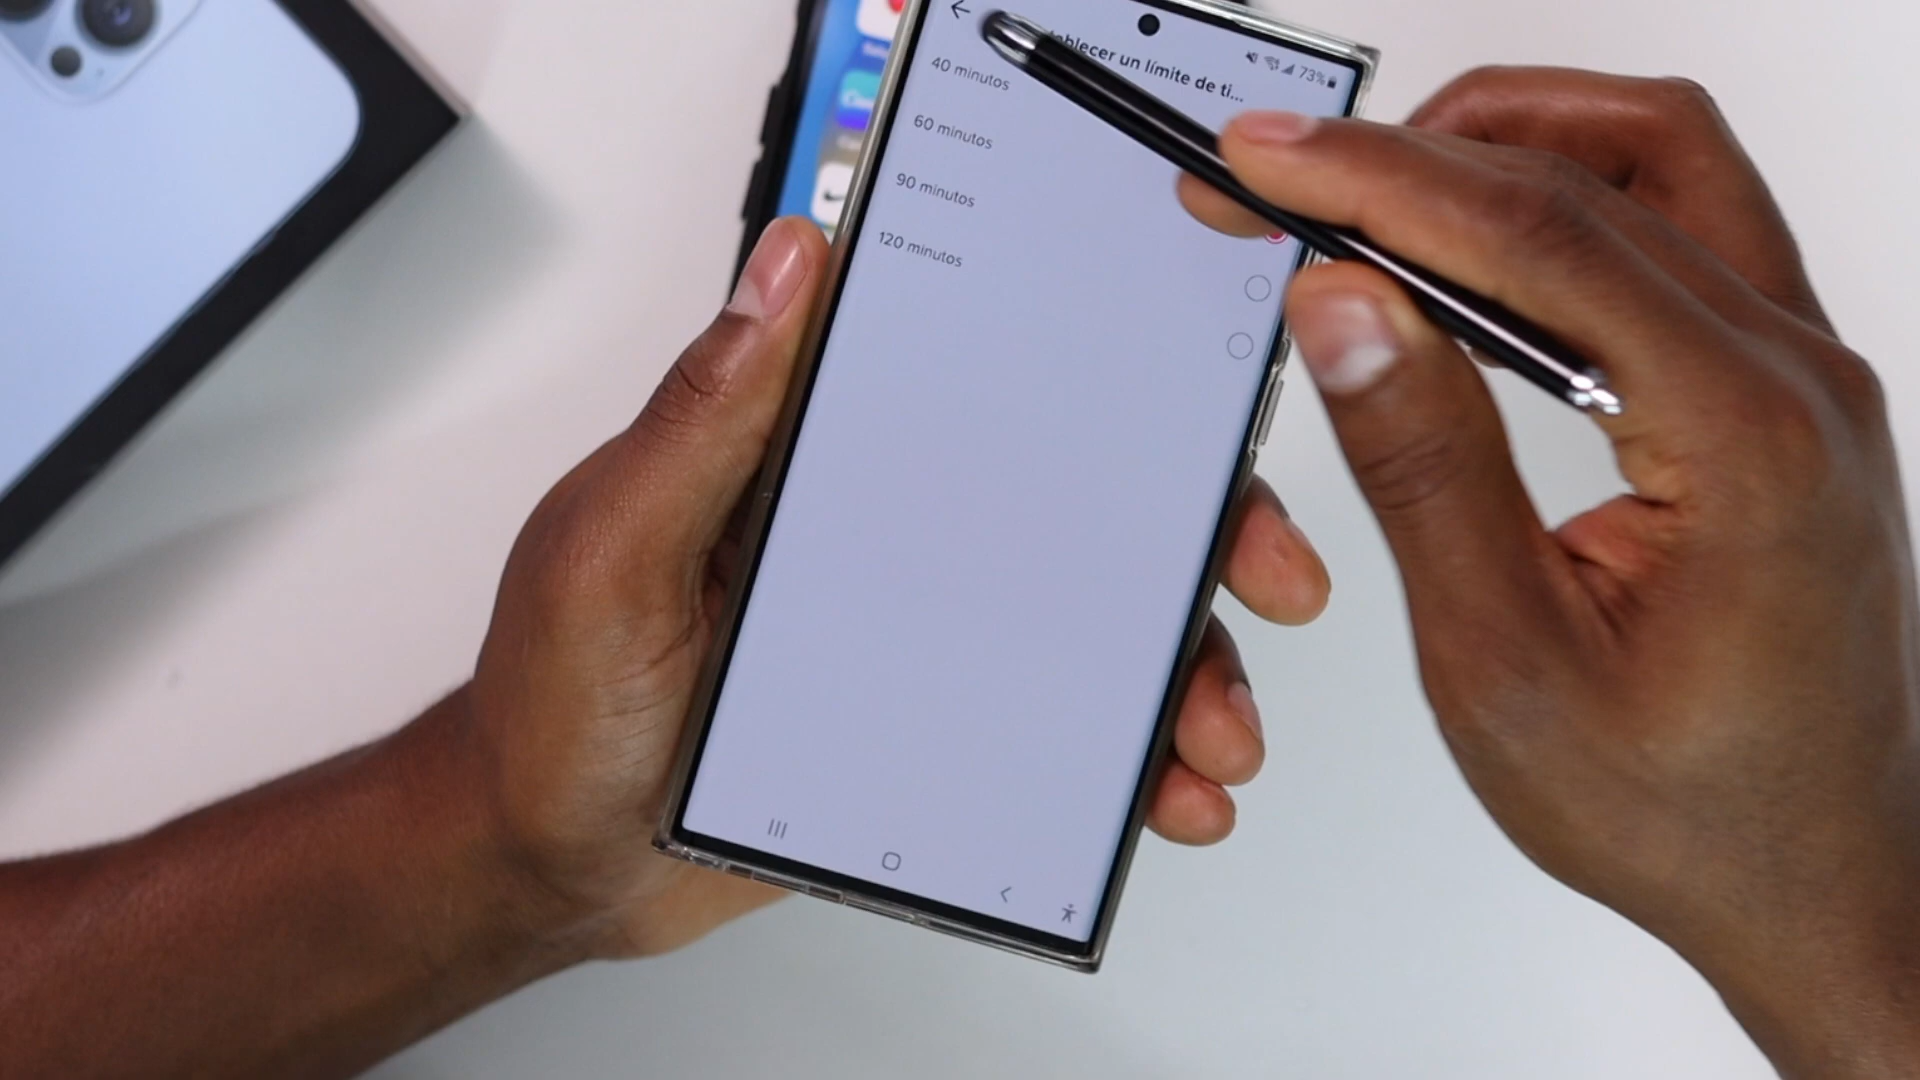 73%
ablecer un límite de ti...
40 minutos
60 minutos
90 minutos
120 minutos